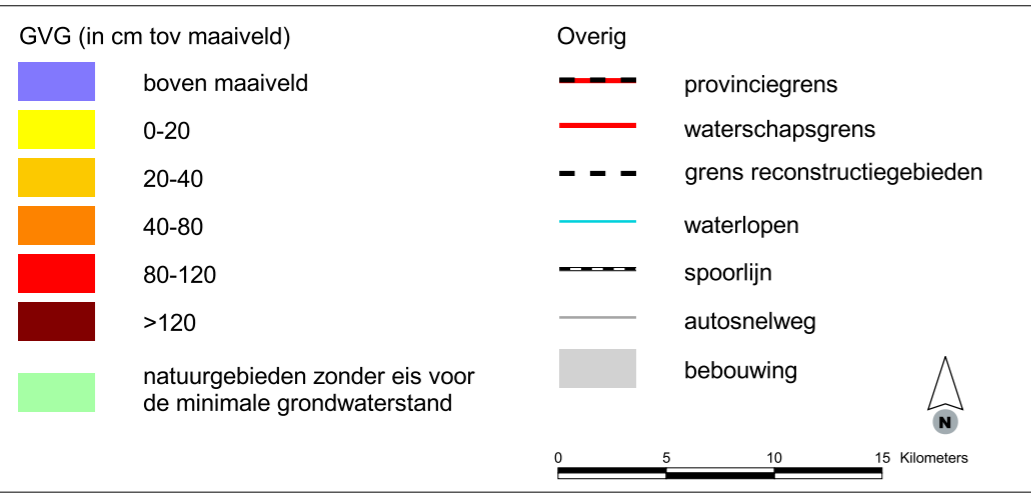 GVG (in cm tov maaiveld)
boven maaiveld
0-20
20-40
40-80
80-120
>120
natuurgebieden zonder eis voor
de minimale grondwaterstand
Overig
provinciegrens
waterschapsgrens
grens reconstructiegebieden
waterlopen
spoorlijn
autosnelweg
bebouwing
N
0 5 10 15 Kilometers